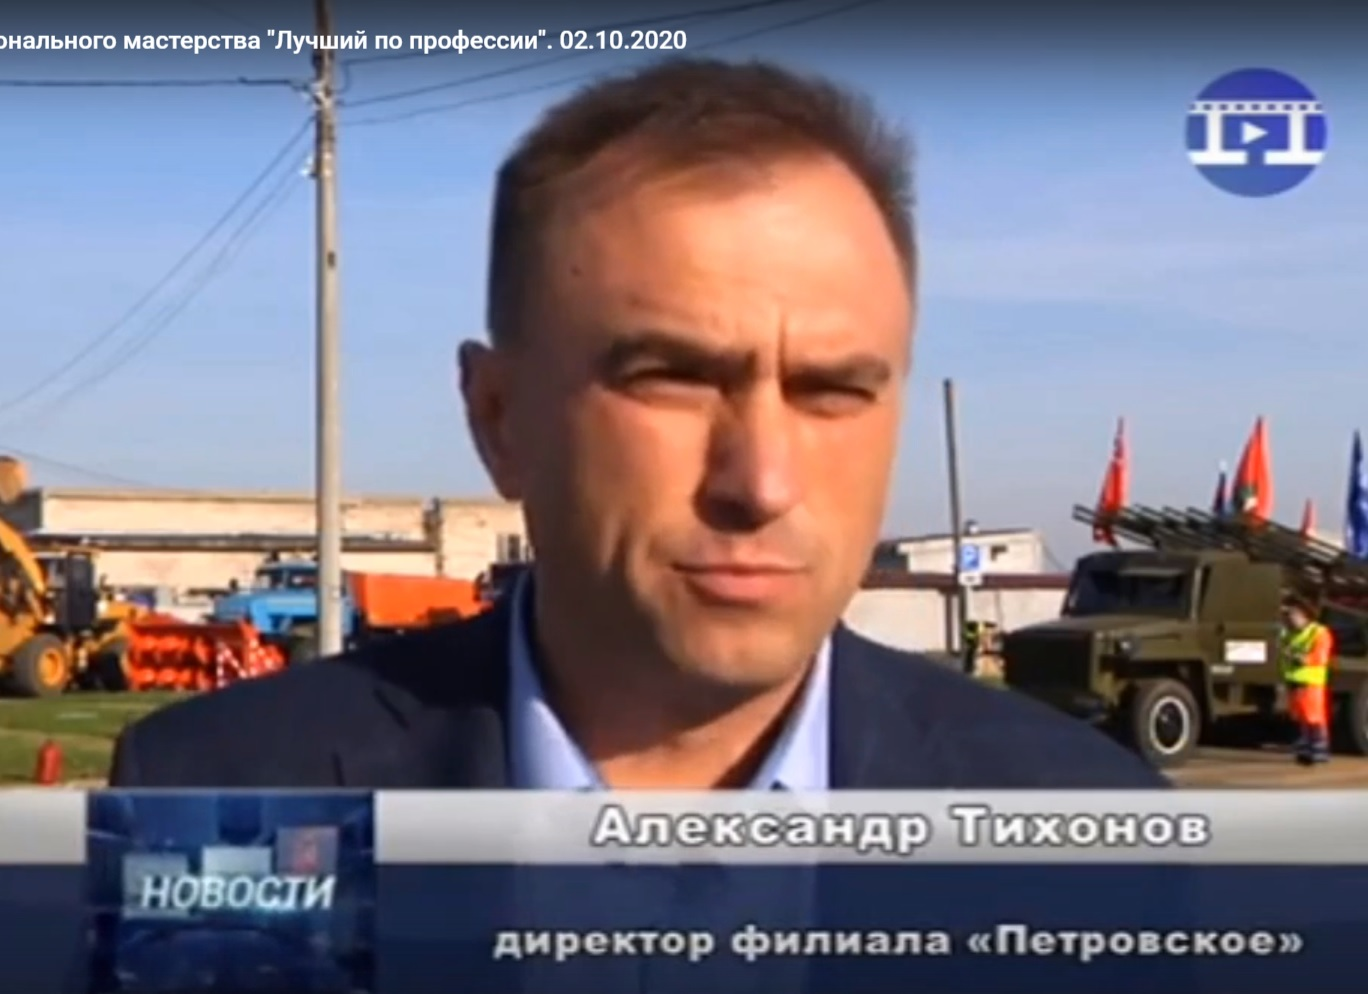 онального мастерства "Лучший по профессии". 02.10.2020
Александр Тихонов
НОВОСТИ
директор филиала «Петровское»